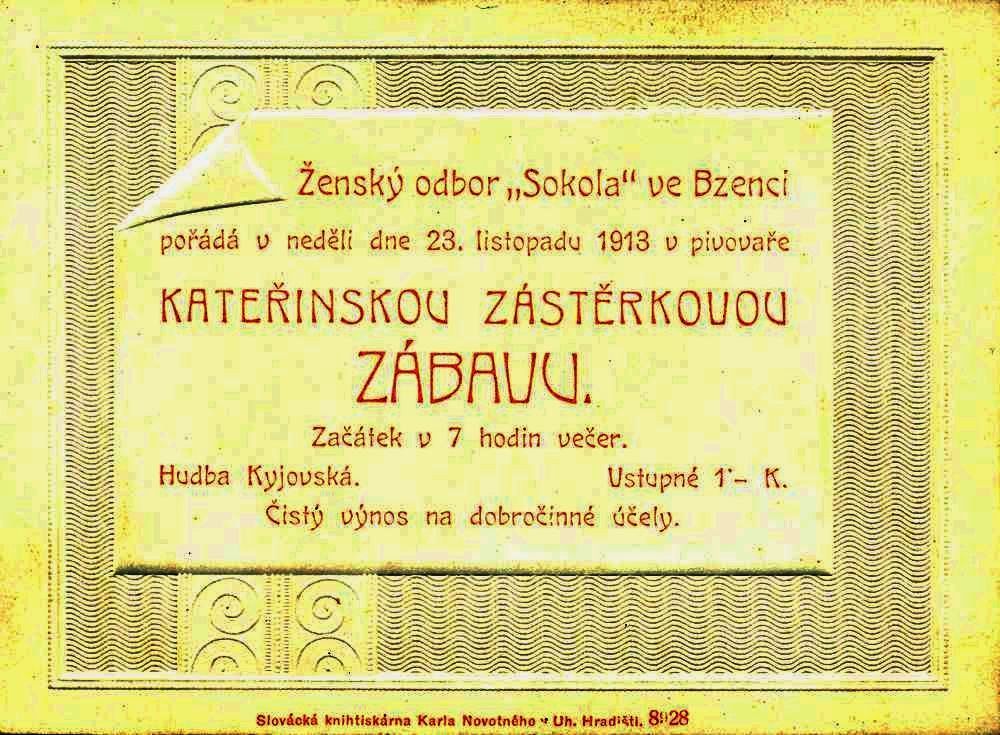 Ženský odbor „Sokola“ ve Bzenci
pořádá v neděli dne 23. listopadu 1913 v pivovaře
KATEŘINSKOU ZÁSTĚRKOVOU
ZÁBAVU.
Začátek v 7 hodin večer.
Hudba Kyjovská. Vstupné 1·– K.
Čistý výnos na dobročinné účely.
Slovácká knihtiskárna Karla Novotného v Uh. Hradišti. 8928